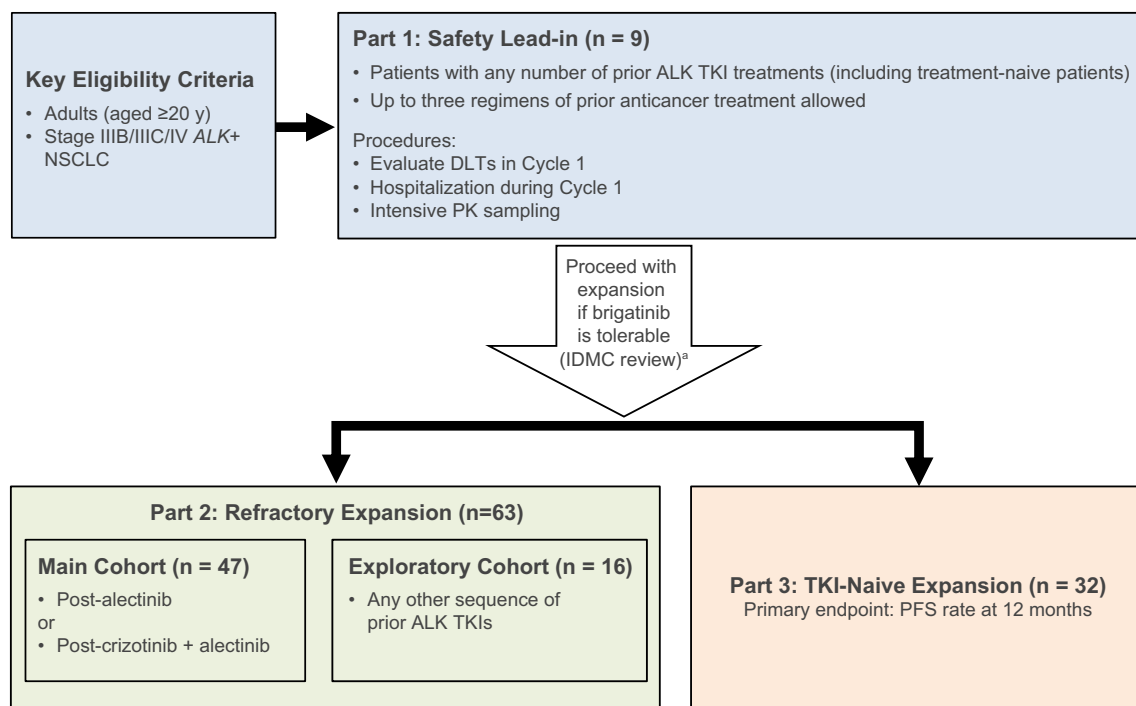 Key Eligibility Criteria
• Adults (aged ≥20 y)
• Stage IIIB/IIIC/IV ALK+
NSCLC
Part 1: Safety Lead-in (n = 9)
• Patients with any number of prior ALK TKI treatments (including treatment-naive patients)
• Up to three regimens of prior anticancer treatment allowed
Procedures:
• Evaluate DLTs in Cycle 1
• Hospitalization during Cycle 1
• Intensive PK sampling
Proceed with
expansion
if brigatinib
is tolerable
(IDMC review)ᵃ
Part 2: Refractory Expansion (n=63)
Main Cohort (n = 47)
• Post-alectinib
or
• Post-crizotinib + alectinib
Exploratory Cohort (n = 16)
• Any other sequence of
prior ALK TKIs
Part 3: TKI-Naive Expansion (n = 32)
Primary endpoint: PFS rate at 12 months